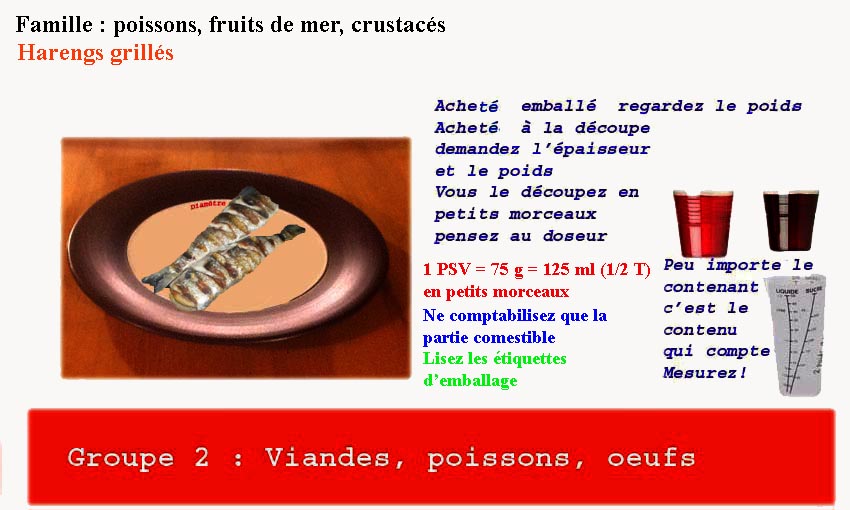 Famille : poissons, fruits de mer, crustacés
Harengs grillés
Diamètre
Acheté emballé regardez le poids
Acheté à la découpe
demandez l'épaisseur
et le poids
Vous le découpez en
petits morceaux
pensez au doseur
1 PSV = 75 g = 125 ml (1/2 T)
en petits morceaux
Ne comptabilisez que la
partie comestible
Lisez les étiquettes
d'emballage
Peu importe le
contenant
c'est le
contenu
qui compte
Mesurez!
LIQUIDE SUCRE
Groupe 2 : Viandes, poissons, oeufs